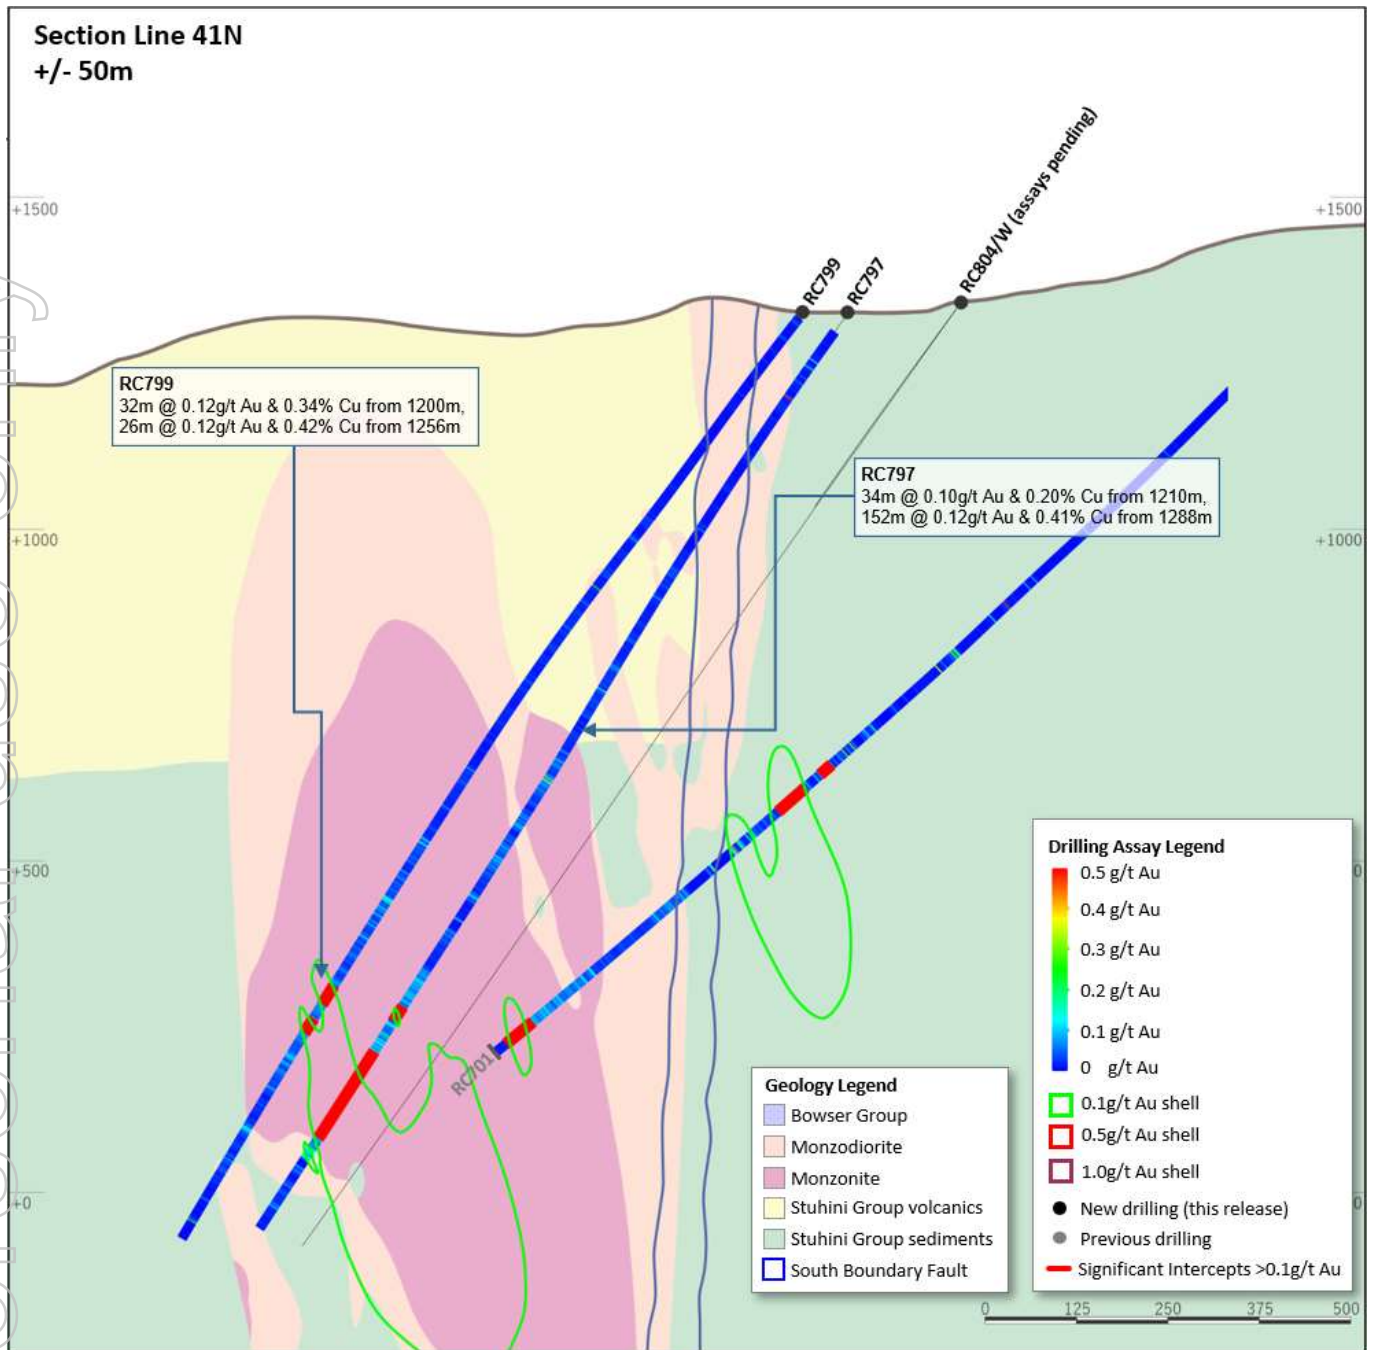 Section Line 41N
+/- 50m
RC804/W (assays pending)
+1500
+1500
RC799
RC797
RC799
32m @ 0.12g/t Au & 0.34% Cu from 1200m,
26m @ 0.12g/t Au & 0.42% Cu from 1256m
RC797
34m @ 0.10g/t Au & 0.20% Cu from 1210m,
152m @ 0.12g/t Au & 0.41% Cu from 1288m
+1000
+1000
+500
0
RC701
+0
0
Drilling Assay Legend
0.5 g/t Au
0.4 g/t Au
0.3 g/t Au
0.2 g/t Au
0.1 g/t Au
0 g/t Au
0.1g/t Au shell
0.5g/t Au shell
1.0g/t Au shell
New drilling (this release)
Previous drilling
Significant Intercepts >0.1g/t Au
Geology Legend
Bowser Group
Monzodiorite
Monzonite
Stuhini Group volcanics
Stuhini Group sediments
South Boundary Fault
0 125 250 375 500